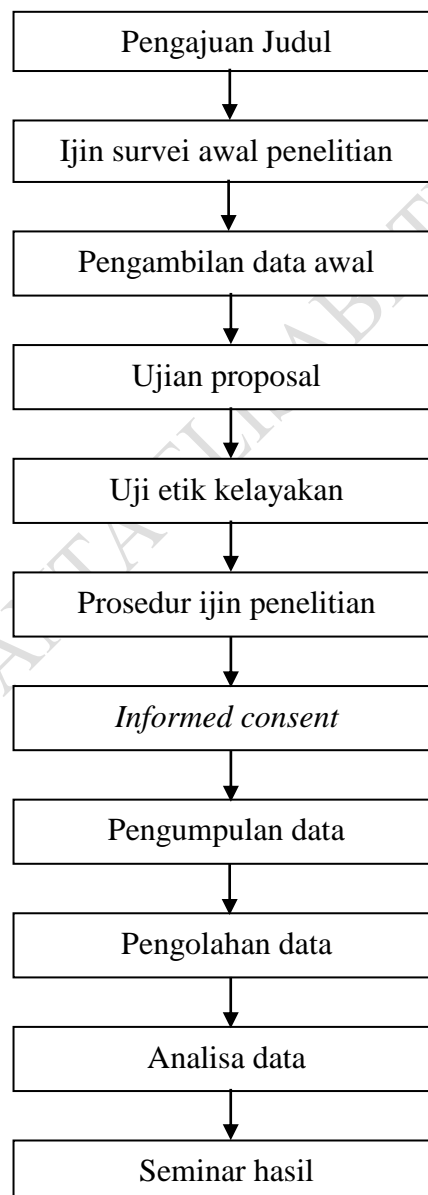 Pengajuan Judul
Ijin survei awal penelitian
Pengambilan data awal
Ujian proposal
Uji etik kelayakan
Prosedur ijin penelitian
Informed consent
Pengumpulan data
Pengolahan data
Analisa data
Seminar hasil